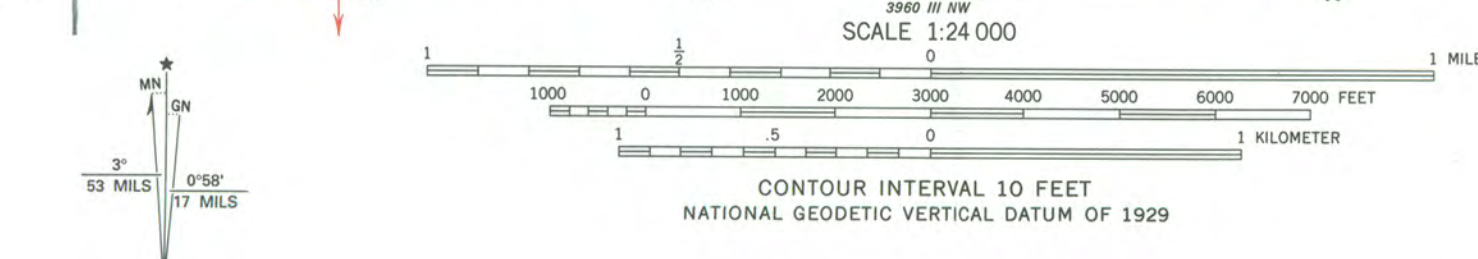 3960 III NW
SCALE 1:24 000
1 ½ 0 1 MILE
1000 0 1000 2000 3000 4000 5000 6000 7000 FEET
1 .5 0 1 KILOMETER
CONTOUR INTERVAL 10 FEET
NATIONAL GEODETIC VERTICAL DATUM OF 1929
MN
GN
3°
53 MILS
0°58'
17 MILS